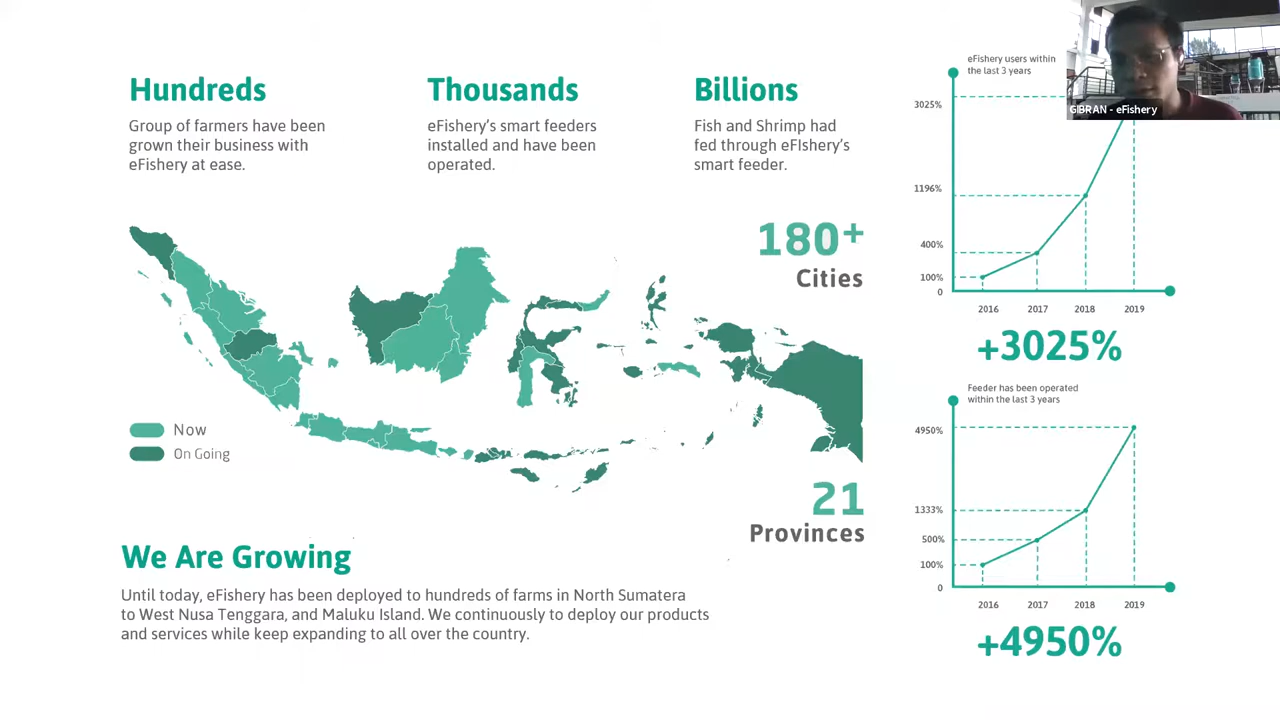 Hundreds
Group of farmers have been
grown their business with
eFishery at ease.
Thousands
eFishery's smart feeders
installed and have been
operated.
Billions
Fish and Shrimp had
fed through eFIshery's
smart feeder.
180+
Cities
Now
On Going
21
Provinces
We Are Growing
Until today, eFishery has been deployed to hundreds of farms in North Sumatera
to West Nusa Tenggara, and Maluku Island. We continuously to deploy our products
and services while keep expanding to all over the country.
eFishery users within
the last 3 years
3025%
1196%
400%
100%
0
2016 2017 2018 2019
+3025%
Feeder has been operated
within the last 3 years
4950%
1333%
500%
100%
0
2016 2017 2018 2019
+4950%
GIBRAN - eFishery